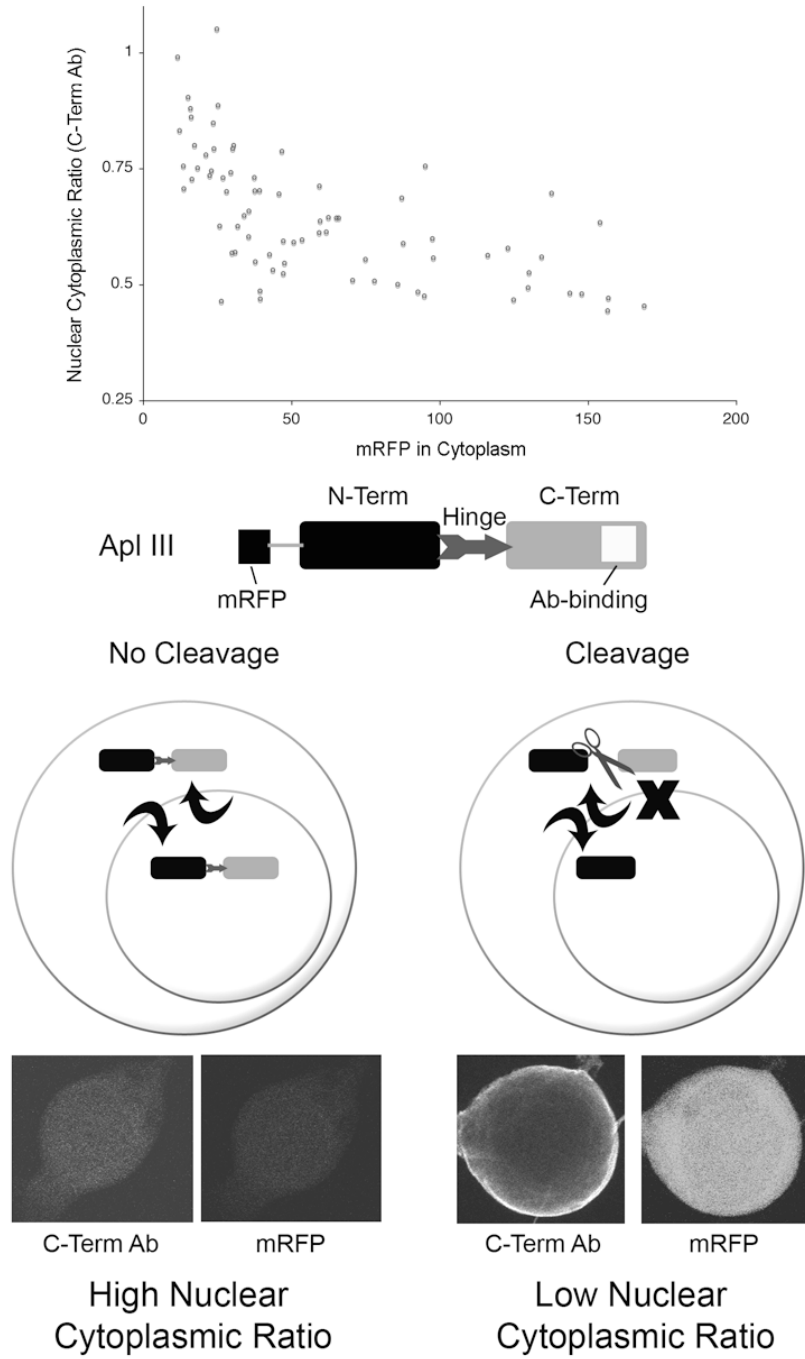 Nuclear Cytoplasmic Ratio (C-Term Ab)
1
0.75
0.5
0.25
0
50
100
150
200
mRFP in Cytoplasm
N-Term
C-Term
Hinge
Apl III
mRFP
Ab-binding
No Cleavage
Cleavage
X
C-Term Ab
mRFP
C-Term Ab
mRFP
High Nuclear
Cytoplasmic Ratio
Low Nuclear
Cytoplasmic Ratio